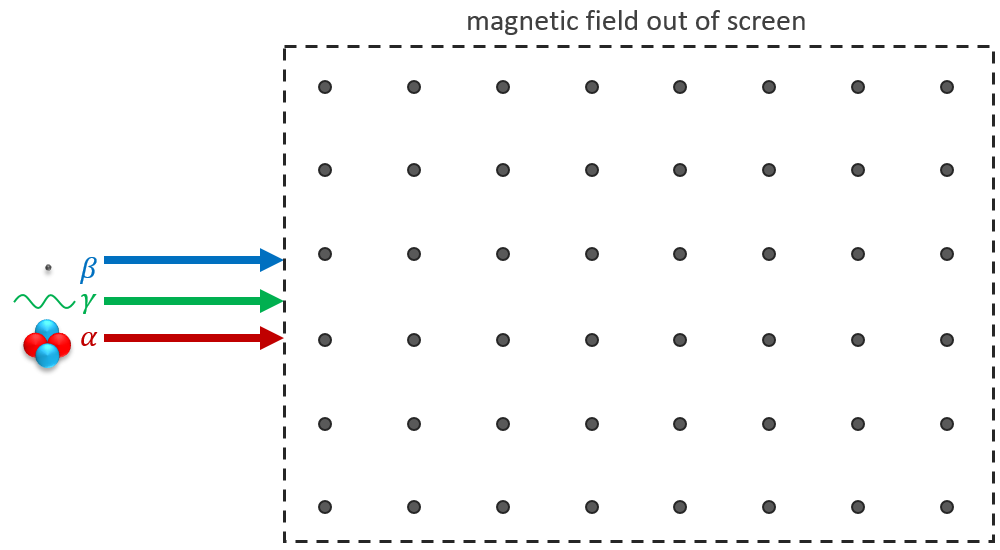 magnetic field out of screen
β
γ
α